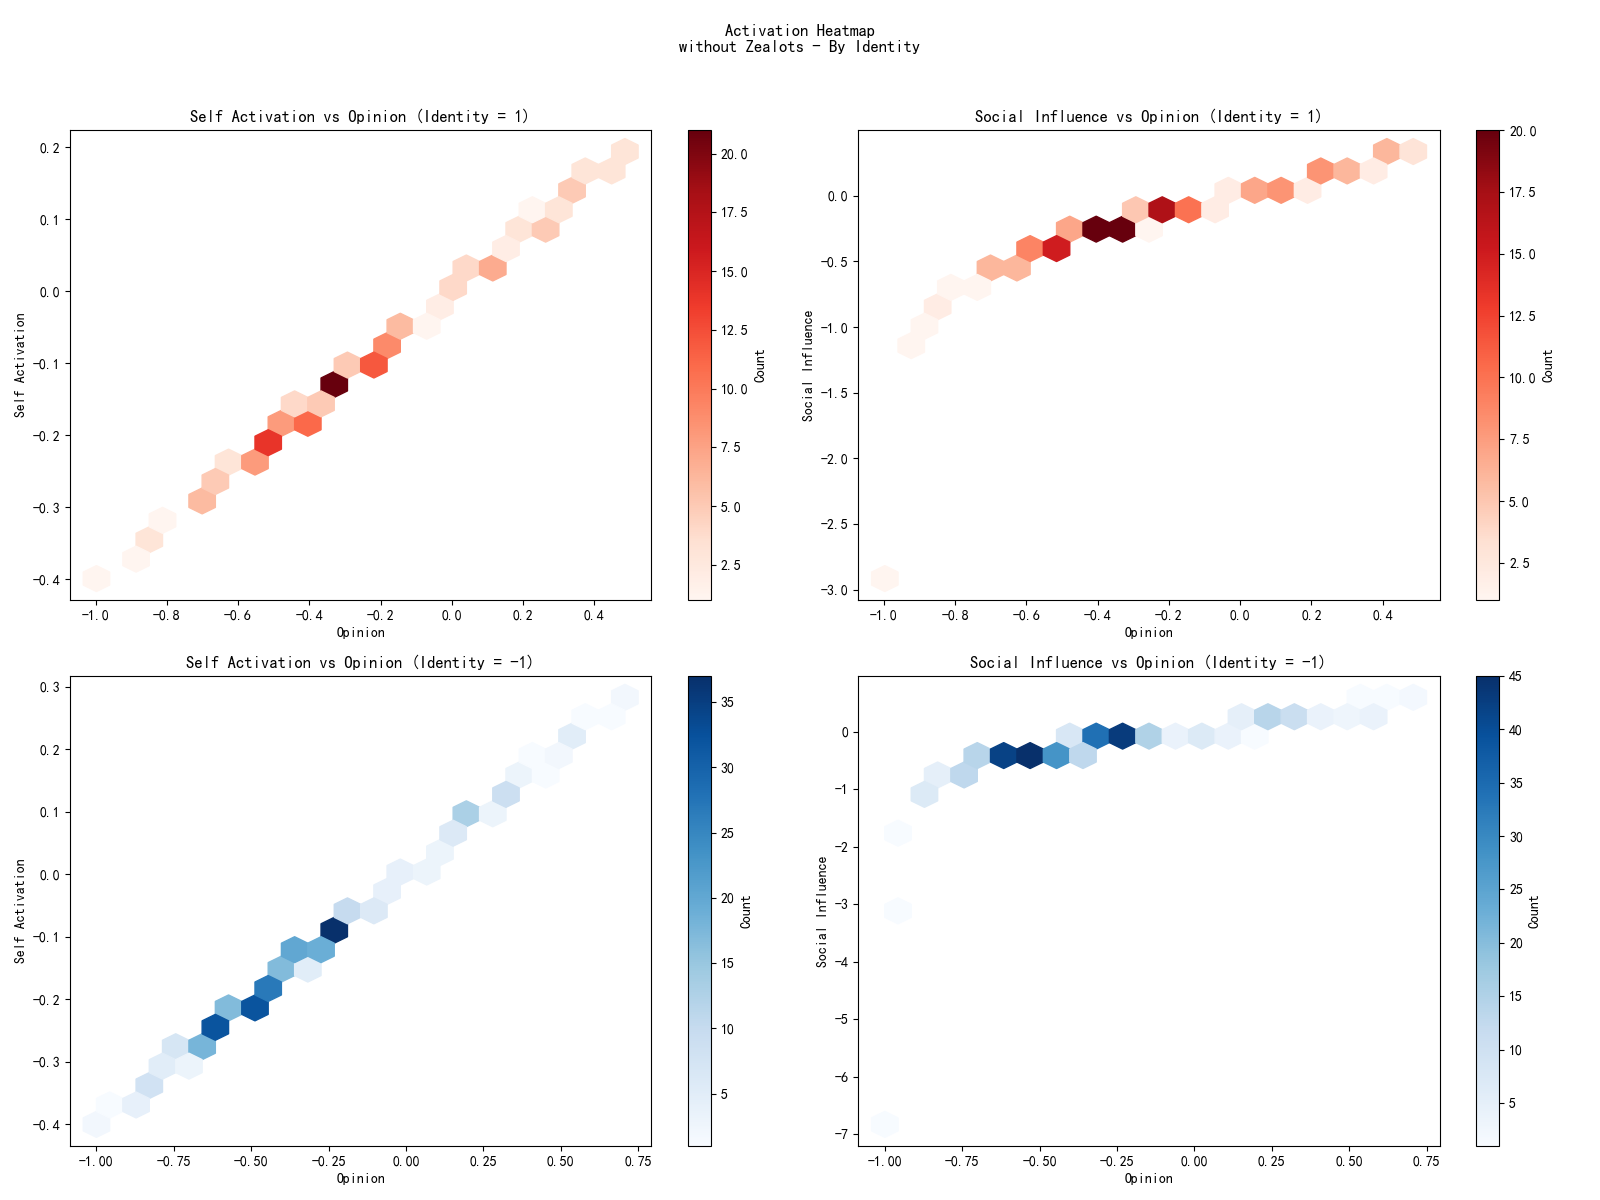 Activation Heatmap
without Zealots - By Identity
Self Activation vs Opinion (Identity = 1)
0.2
0.1
0.0
-0.1
-0.2
-0.3
-0.4
Self Activation
-1.0 -0.8 -0.6 -0.4 -0.2 0.0 0.2 0.4
Opinion
20.0
17.5
15.0
12.5
10.0
7.5
5.0
2.5
Count
Social Influence vs Opinion (Identity = 1)
0.0
-0.5
-1.0
-1.5
-2.0
-2.5
-3.0
Social Influence
-1.0 -0.8 -0.6 -0.4 -0.2 0.0 0.2 0.4
Opinion
20.0
17.5
15.0
12.5
10.0
7.5
5.0
2.5
Count
Self Activation vs Opinion (Identity = -1)
0.3
0.2
0.1
0.0
-0.1
-0.2
-0.3
-0.4
Self Activation
-1.00 -0.75 -0.50 -0.25 0.00 0.25 0.50 0.75
Opinion
35
30
25
20
15
10
5
Count
Social Influence vs Opinion (Identity = -1)
0
-1
-2
-3
-4
-5
-6
-7
Social Influence
-1.00 -0.75 -0.50 -0.25 0.00 0.25 0.50 0.75
Opinion
45
40
35
30
25
20
15
10
5
Count